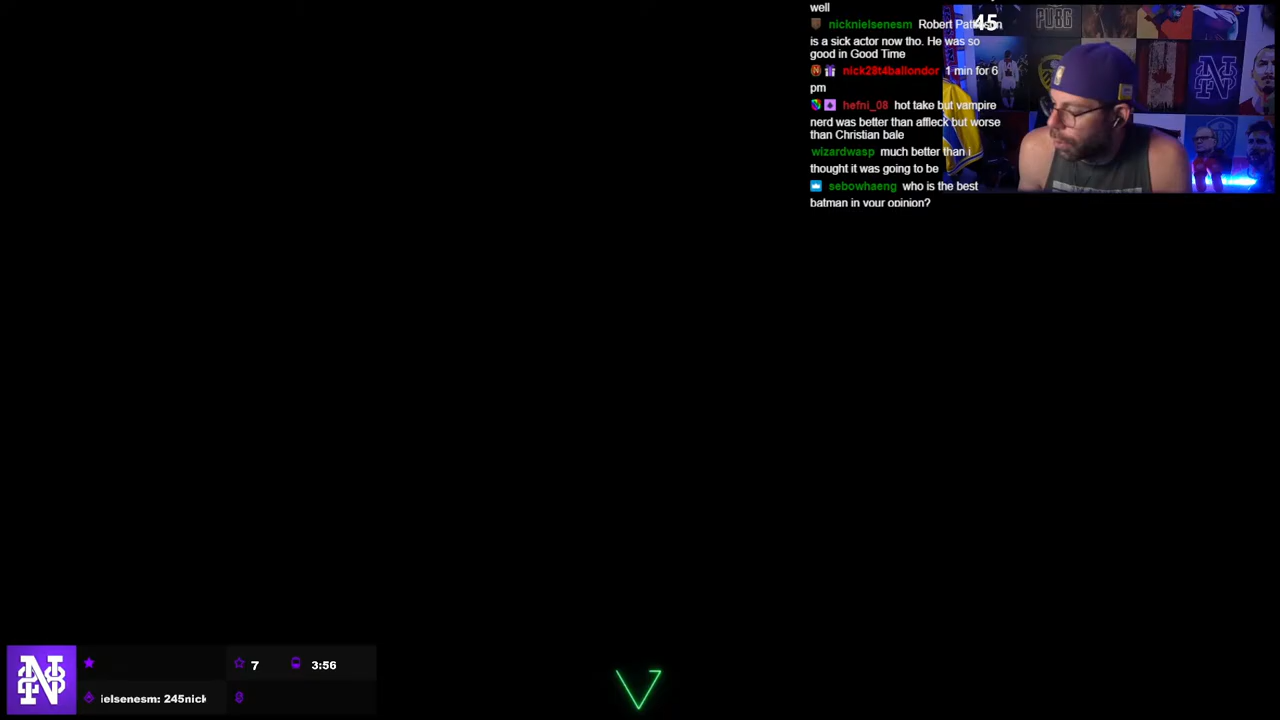 well
nicknielsenesm Robert Pattinson
is a sick actor now tho. He was so
good in Good Time
nick28t4ballondor 1 min for 6
pm
hefni_08 hot take but vampire
nerd was better than affleck but worse
than Christian bale
wizardwasp much better than i
thought it was going to be
sebowhaeng who is the best
batman in your opinion?
45
PUBG
7 3:56
ielsenesm: 245nick